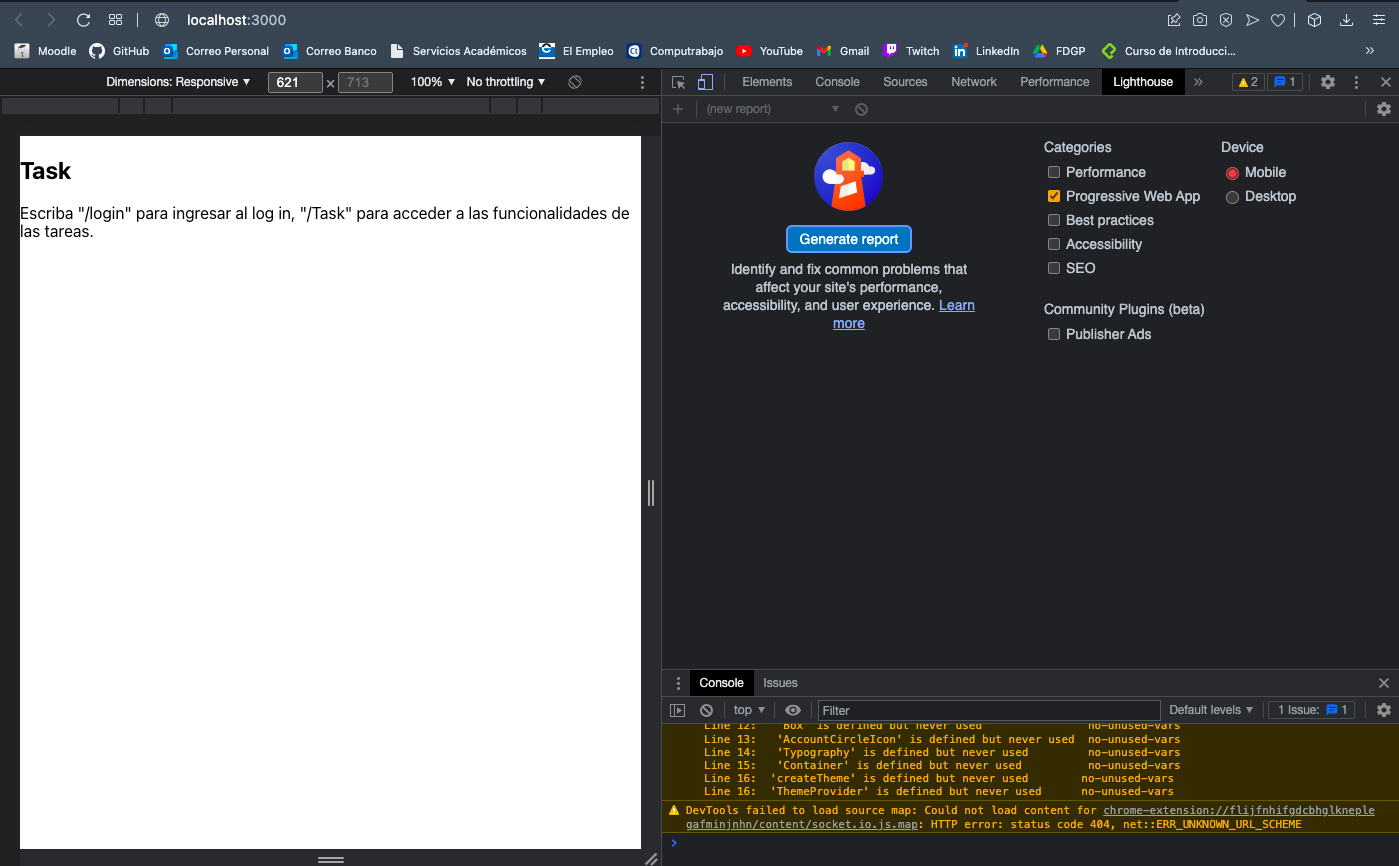 localhost:3000
Moodle GitHub Correo Personal Correo Banco Servicios Académicos El Empleo Computrabajo YouTube Gmail Twitch LinkedIn FDGP Curso de Introducci...
Dimensions: Responsive 621 × 713 100% No throttling
Elements Console Sources Network Performance Lighthouse 2 1
(new report)
Task
Escriba "/login" para ingresar al log in, "/Task" para acceder a las funcionalidades de
las tareas.
Generate report
Identify and fix common problems that
affect your site's performance,
accessibility, and user experience. Learn
more
Categories
Performance
Progressive Web App
Best practices
Accessibility
SEO
Community Plugins (beta)
Publisher Ads
Device
Mobile
Desktop
Console Issues
top Filter Default levels 1 Issue: 1
Line 12: 'Box' is defined but never used no-unused-vars
Line 13: 'AccountCircleIcon' is defined but never used no-unused-vars
Line 14: 'Typography' is defined but never used no-unused-vars
Line 15: 'Container' is defined but never used no-unused-vars
Line 16: 'createTheme' is defined but never used no-unused-vars
Line 16: 'ThemeProvider' is defined but never used no-unused-vars
DevTools failed to load source map: Could not load content for chrome-extension://flijfnhifgdcbhglkneple
gafminjnhn/content/socket.io.js.map: HTTP error: status code 404, net::ERR_UNKNOWN_URL_SCHEME